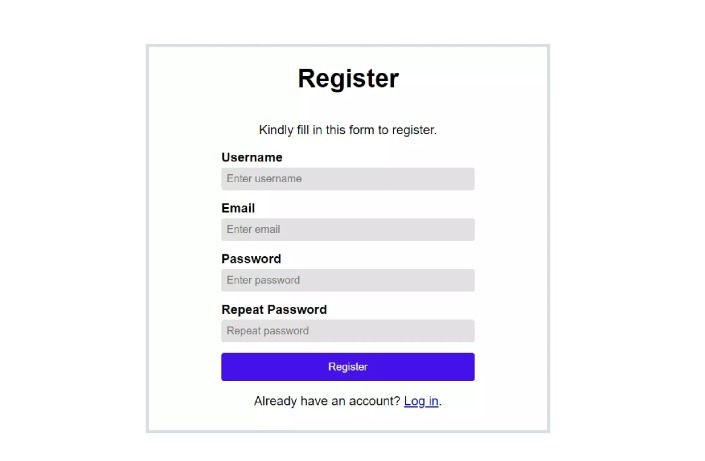 Register
Kindly fill in this form to register.
Username
Enter username
Email
Enter email
Password
Enter password
Repeat Password
Repeat password
Register
Already have an account? Log in.